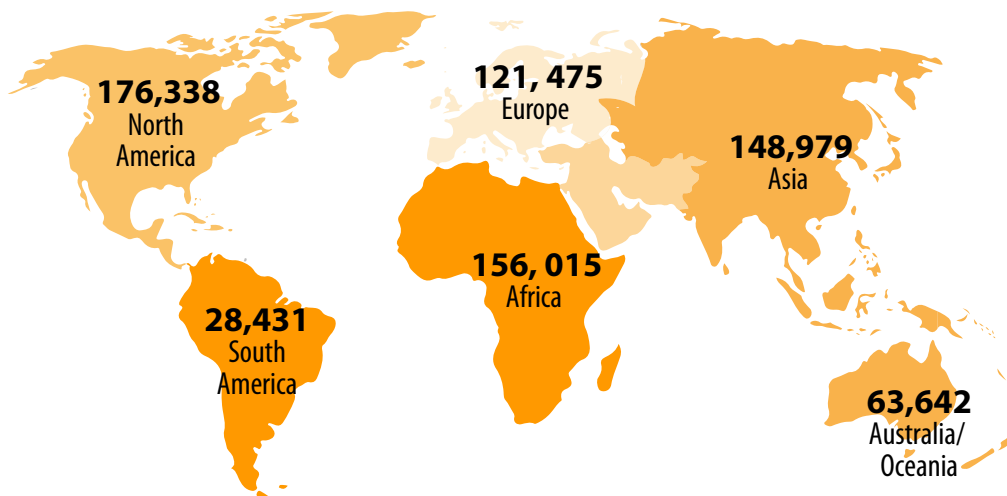 176,338
North
America
121, 475
Europe
148,979
Asia
156, 015
Africa
28,431
South
America
63,642
Australia/
Oceania